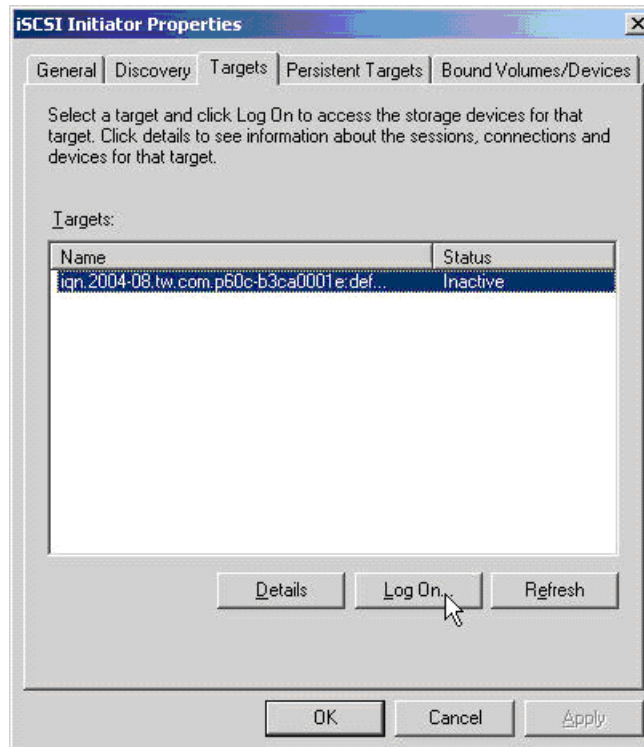 iSCSI Initiator Properties
General Discovery Targets Persistent Targets Bound Volumes/Devices
Select a target and click Log On to access the storage devices for that
target. Click details to see information about the sessions, connections and
devices for that target.
Targets:
Name Status
iqn.2004-08.tw.com.p60c-b3ca0001e:def... Inactive
Details Log On... Refresh
OK Cancel Apply